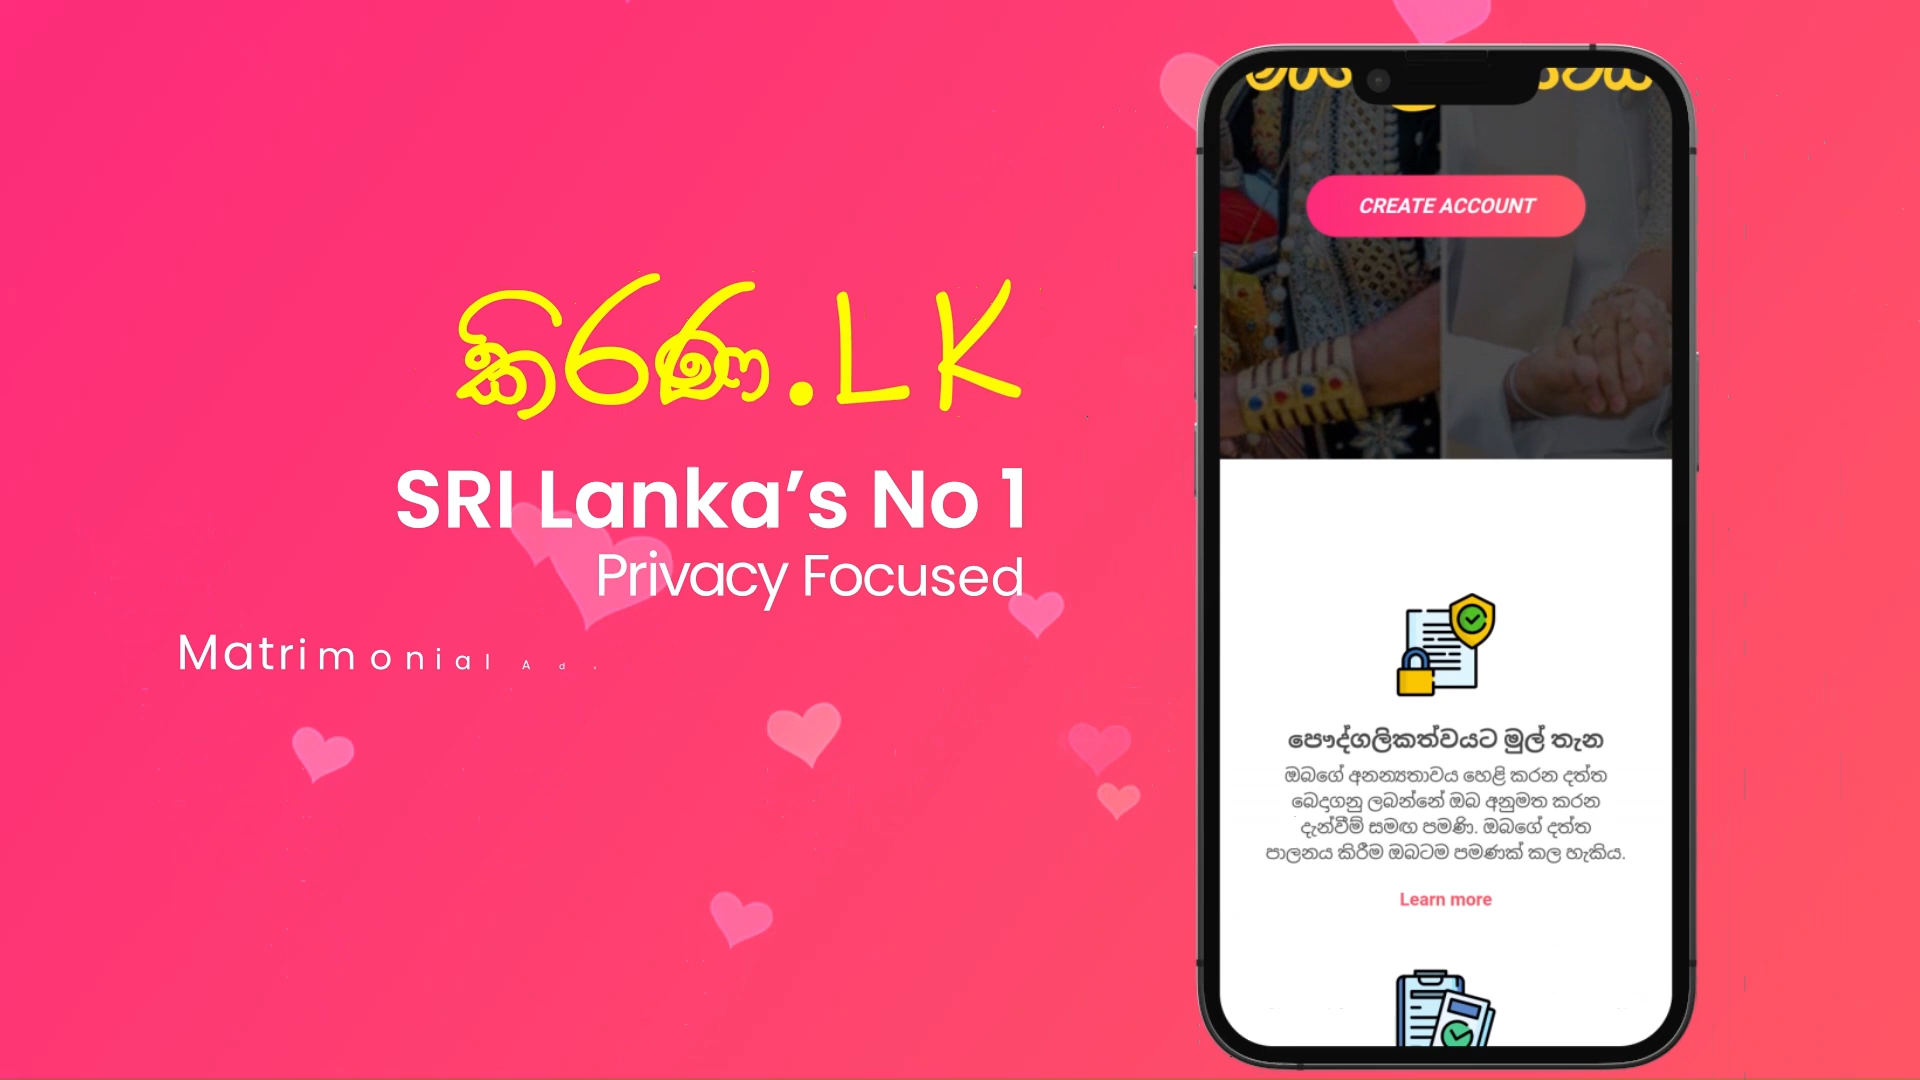 කිරණ.LK
SRI Lanka’s No 1
Privacy Focused
Matrimonial Ad.
CREATE ACCOUNT
පෞද්ගලිකත්වයට මුල් තැන
ඔබගේ අනන්‍යතාවය හෙළි කරන දත්ත
බෙදාගනු ලබන්නේ ඔබ අනුමත කරන
දැන්වීම් සමඟ පමණි. ඔබගේ දත්ත
පාලනය කිරීම ඔබටම පමණක් කල හැකිය.
Learn more